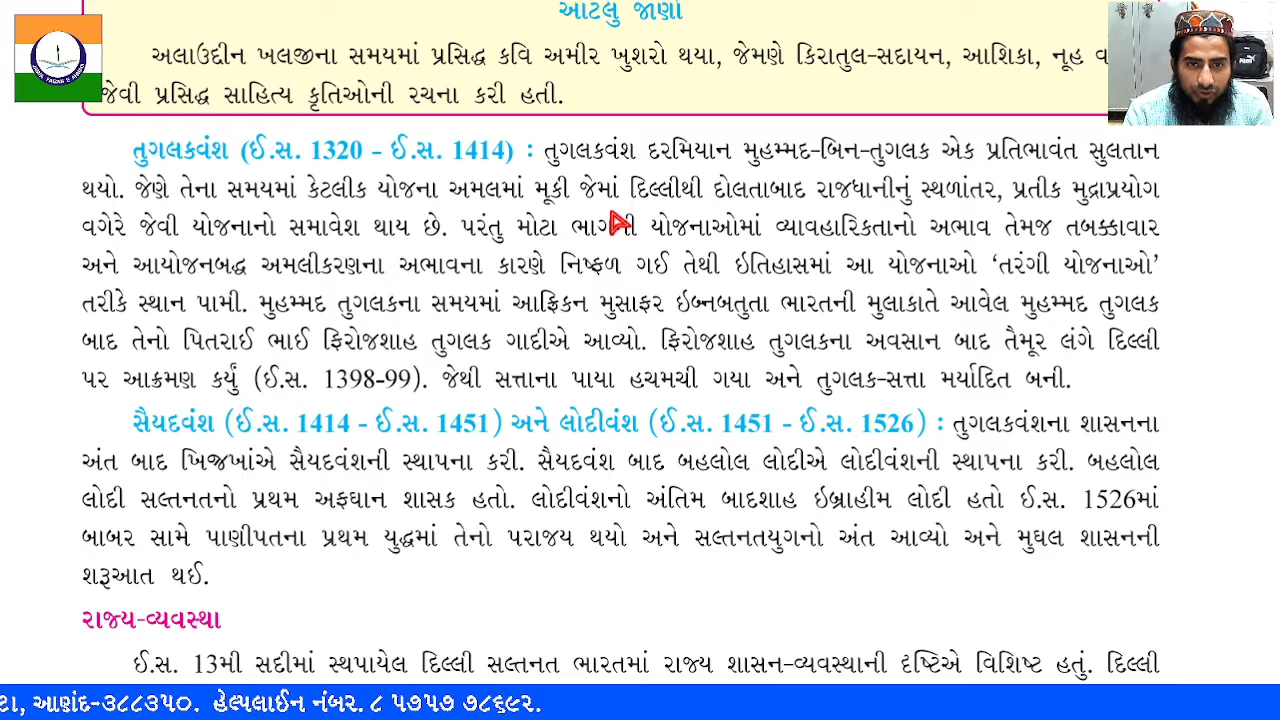 આટલું જાણો
અલાઉદ્દીન ખલજીના સમયમાં પ્રસિદ્ધ કવિ અમીર ખુશરો થયા, જેમણે કિરાતુલ-સદાયન, આશિકા, નૂહ
જેવી પ્રસિદ્ધ સાહિત્ય કૃતિઓની રચના કરી હતી.
તુગલકવંશ (ઈ.સ. 1320 - ઈ.સ. 1414) : તુગલકવંશ દરમિયાન મુહમ્મદ-બિન-તુગલક એક પ્રતિભાવંત સુલતાન
થયો. જેણે તેના સમયમાં કેટલીક યોજના અમલમાં મૂકી જેમાં દિલ્લીથી દોલતાબાદ રાજધાનીનું સ્થળાંતર, પ્રતીક મુદ્રાપ્રયોગ
વગેરે જેવી યોજનાનો સમાવેશ થાય છે. પરંતુ મોટા ભાગની યોજનાઓમાં વ્યાવહારિકતાનો અભાવ તેમજ તબક્કાવાર
અને આયોજનબદ્ધ અમલીકરણના અભાવના કારણે નિષ્ફળ ગઈ તેથી ઇતિહાસમાં આ યોજનાઓ ‘તરંગી યોજનાઓ’
તરીકે સ્થાન પામી. મુહમ્મદ તુગલકના સમયમાં આફ્રિકન મુસાફર ઇબ્નબતુતા ભારતની મુલાકાતે આવેલ મુહમ્મદ તુગલક
બાદ તેનો પિતરાઈ ભાઈ ફિરોજશાહ તુગલક ગાદીએ આવ્યો. ફિરોજશાહ તુગલકના અવસાન બાદ તૈમૂર લંગે દિલ્લી
પર આક્રમણ કર્યું (ઈ.સ. 1398-99). જેથી સત્તાના પાયા હચમચી ગયા અને તુગલક-સત્તા મર્યાદિત બની.
સૈયદવંશ (ઈ.સ. 1414 - ઈ.સ. 1451) અને લોદીવંશ (ઈ.સ. 1451 - ઈ.સ. 1526) : તુગલકવંશના શાસનના
અંત બાદ ખિજ્રખાંએ સૈયદવંશની સ્થાપના કરી. સૈયદવંશ બાદ બહલોલ લોદીએ લોદીવંશની સ્થાપના કરી. બહલોલ
લોદી સલ્તનતનો પ્રથમ અફઘાન શાસક હતો. લોદીવંશનો અંતિમ બાદશાહ ઇબ્રાહીમ લોદી હતો ઈ.સ. 1526માં
બાબર સામે પાણીપતના પ્રથમ યુદ્ધમાં તેનો પરાજય થયો અને સલ્તનતયુગનો અંત આવ્યો અને મુઘલ શાસનની
શરૂઆત થઈ.
રાજ્ય-વ્યવસ્થા
ઈ.સ. 13મી સદીમાં સ્થપાયેલ દિલ્લી સલ્તનત ભારતમાં રાજ્ય શાસન-વ્યવસ્થાની દૃષ્ટિએ વિશિષ્ટ હતું. દિલ્લી
આણંદ-૩૮૮૩૫૦. હેલ્પલાઈન નંબર. ૮ ૫૭૫૭ ૭૮૬૯૨.